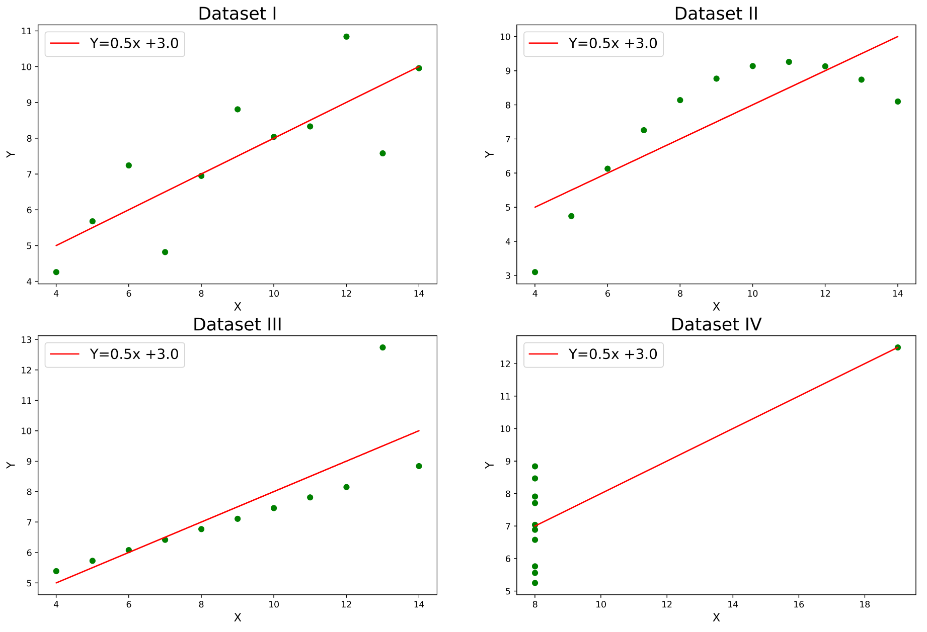 Dataset I
Y=0.5x +3.0
11
10
9
8
7
6
5
4
Y
4 6 8 10 12 14
X
Dataset II
Y=0.5x +3.0
10
9
8
7
6
5
4
3
Y
4 6 8 10 12 14
X
Dataset III
Y=0.5x +3.0
13
12
11
10
9
8
7
6
5
Y
4 6 8 10 12 14
X
Dataset IV
Y=0.5x +3.0
12
11
10
9
8
7
6
5
Y
8 10 12 14 16 18
X